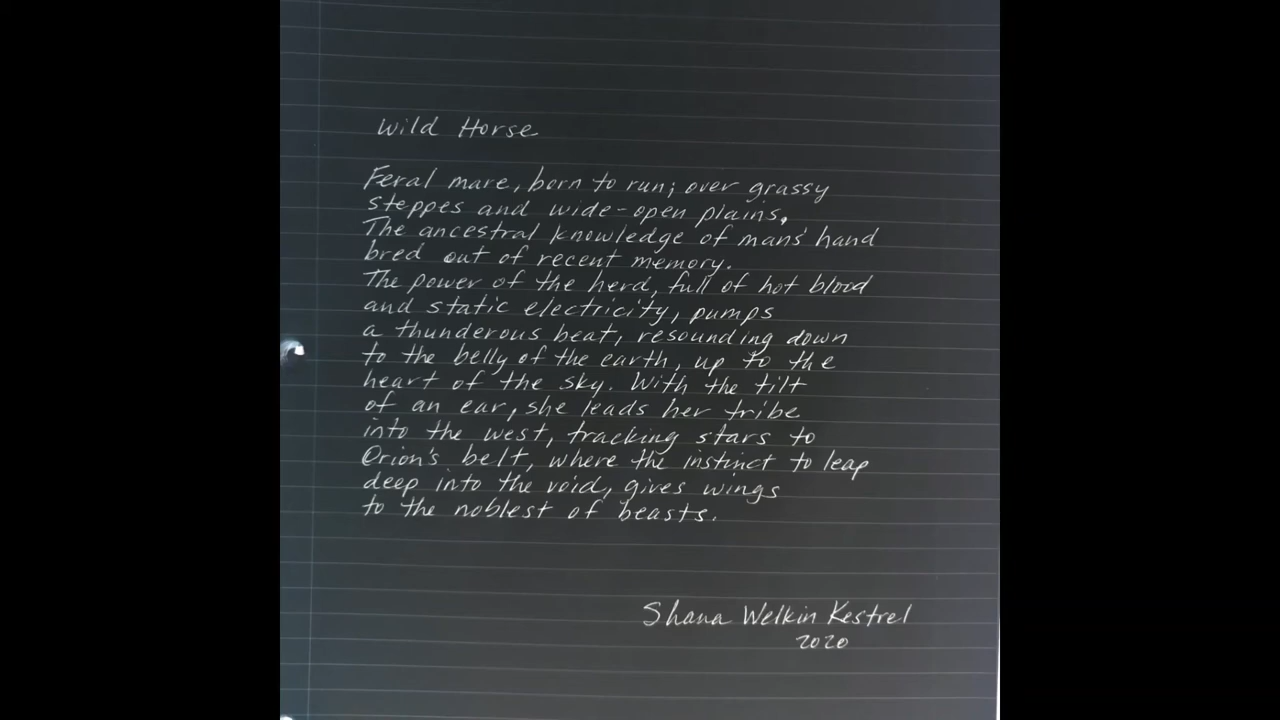 Wild Horse
Feral mare, born to run; over grassy
steppes and wide-open plains.
The ancestral knowledge of mans' hand
bred out of recent memory.
The power of the herd, full of hot blood
and static electricity, pumps
a thunderous beat, resounding down
to the belly of the earth, up to the
heart of the sky. With the tilt
of an ear, she leads her tribe
into the west, tracking stars to
Orion's belt, where the instinct to leap
deep into the void, gives wings
to the noblest of beasts.
Shana Welkin Kestrel
2020